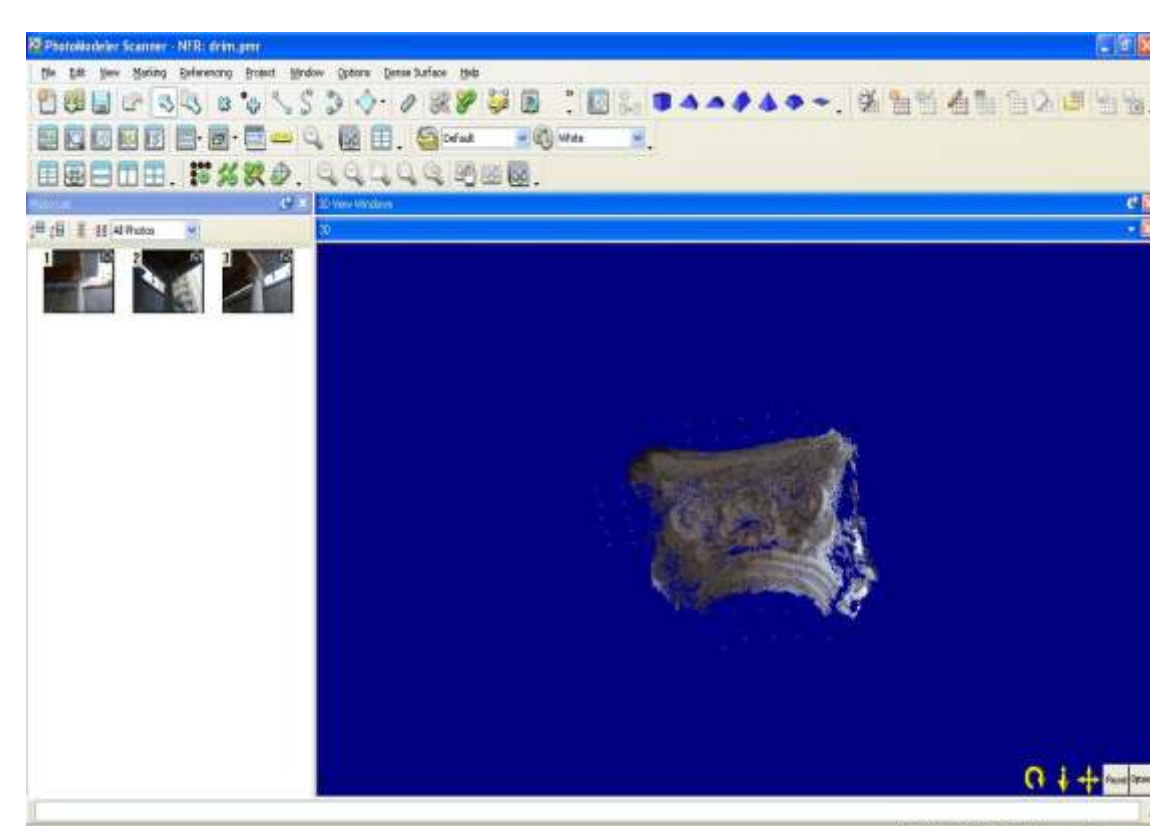 PhotoModeler Scanner - NFR: drim.pmr
File Edit View Marking Referencing Project Window Options Dense Surface Help
Default White
3D View Windows
All Photos 3D
1 2 3